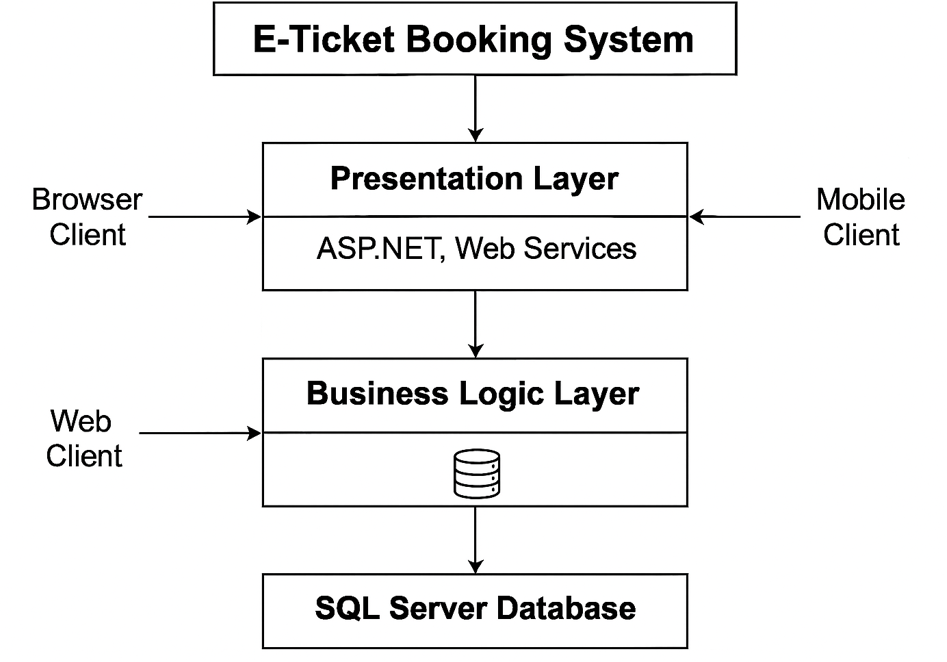 E-Ticket Booking System
Presentation Layer
Browser
Client
ASP.NET, Web Services
Mobile
Client
Business Logic Layer
Web
Client
SQL Server Database